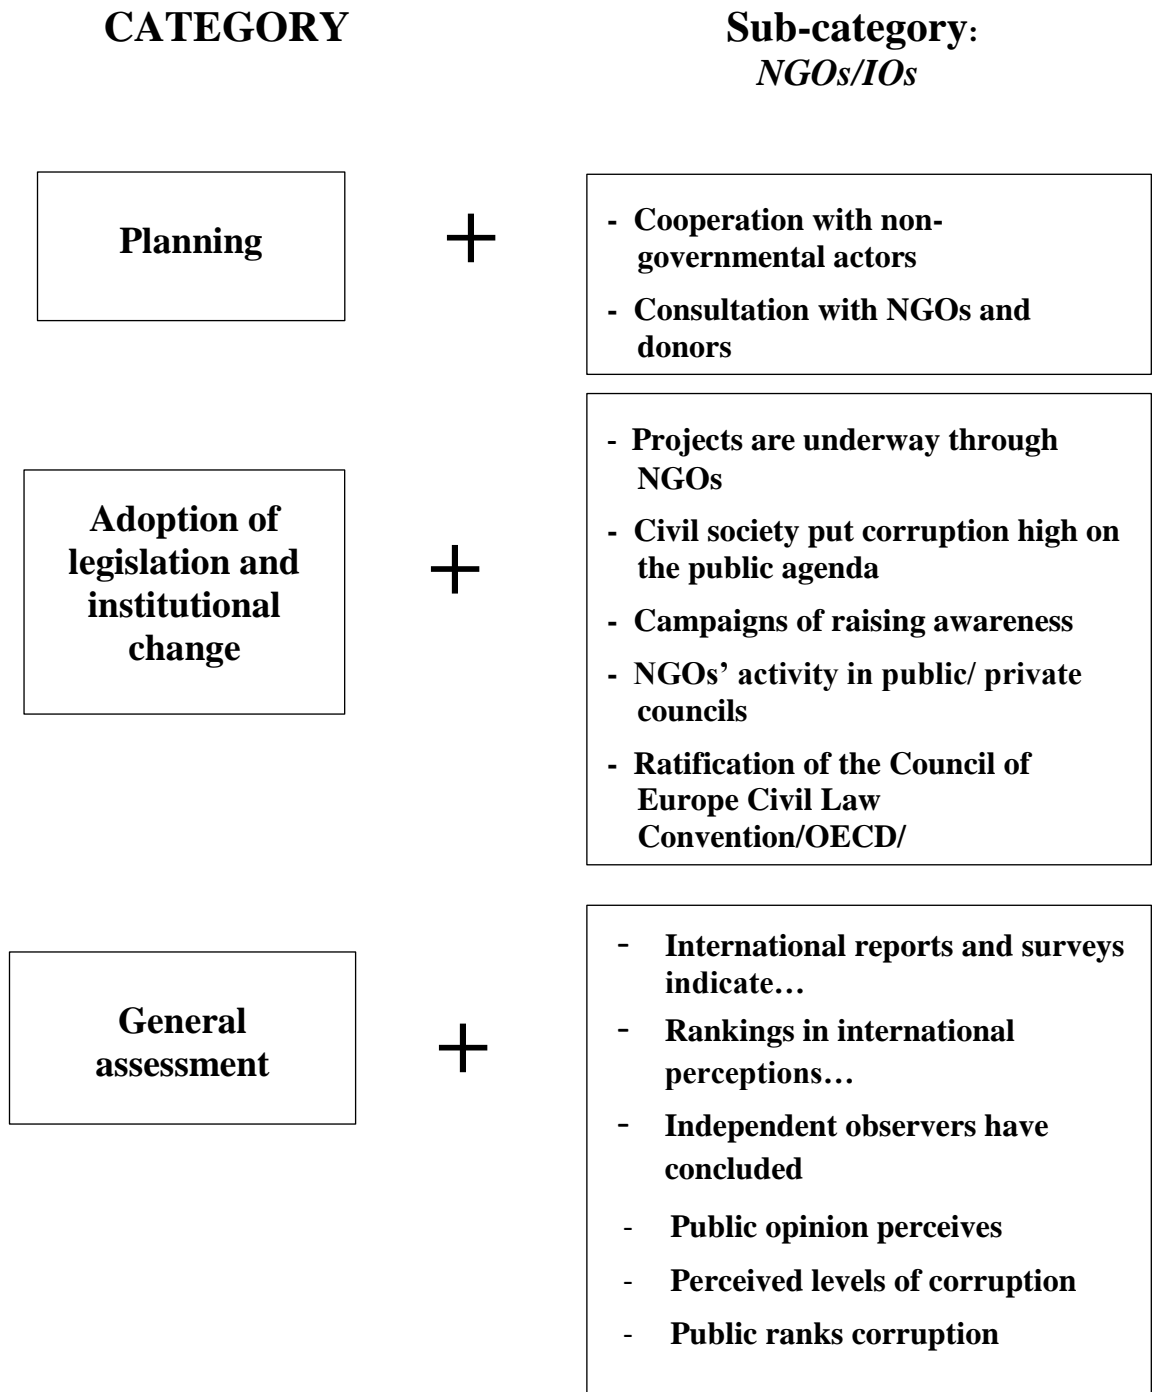 CATEGORY
Sub-category:
NGOs/IOs
Planning
+
- Cooperation with non-
governmental actors
- Consultation with NGOs and
donors
Adoption of
legislation and
institutional
change
+
- Projects are underway through
NGOs
- Civil society put corruption high on
the public agenda
- Campaigns of raising awareness
- NGOs’ activity in public/ private
councils
- Ratification of the Council of
Europe Civil Law
Convention/OECD/
General
assessment
+
- International reports and surveys
indicate…
- Rankings in international
perceptions…
- Independent observers have
concluded
- Public opinion perceives
- Perceived levels of corruption
- Public ranks corruption